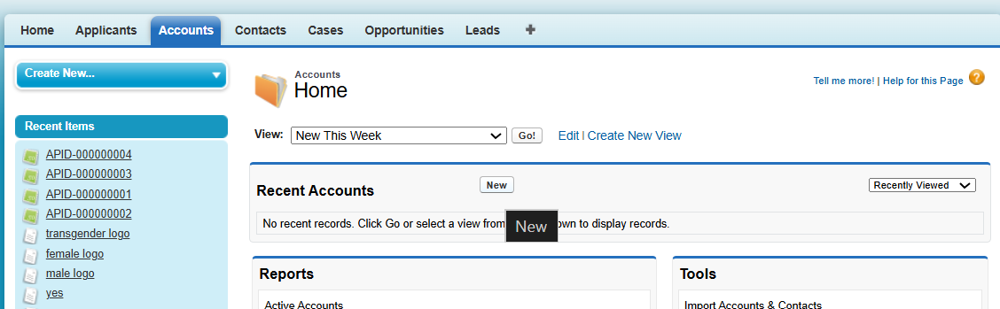 Home Applicants Accounts Contacts Cases Opportunities Leads +
Create New...
Accounts
Home
Tell me more! | Help for this Page ?
Recent Items
View: New This Week Go! Edit | Create New View
APID-000000004
APID-000000003
APID-000000001
APID-000000002
transgender logo
female logo
male logo
yes
Recent Accounts New Recently Viewed
No recent records. Click Go or select a view from own to display records.
New
Reports
Active Accounts
Tools
Import Accounts & Contacts